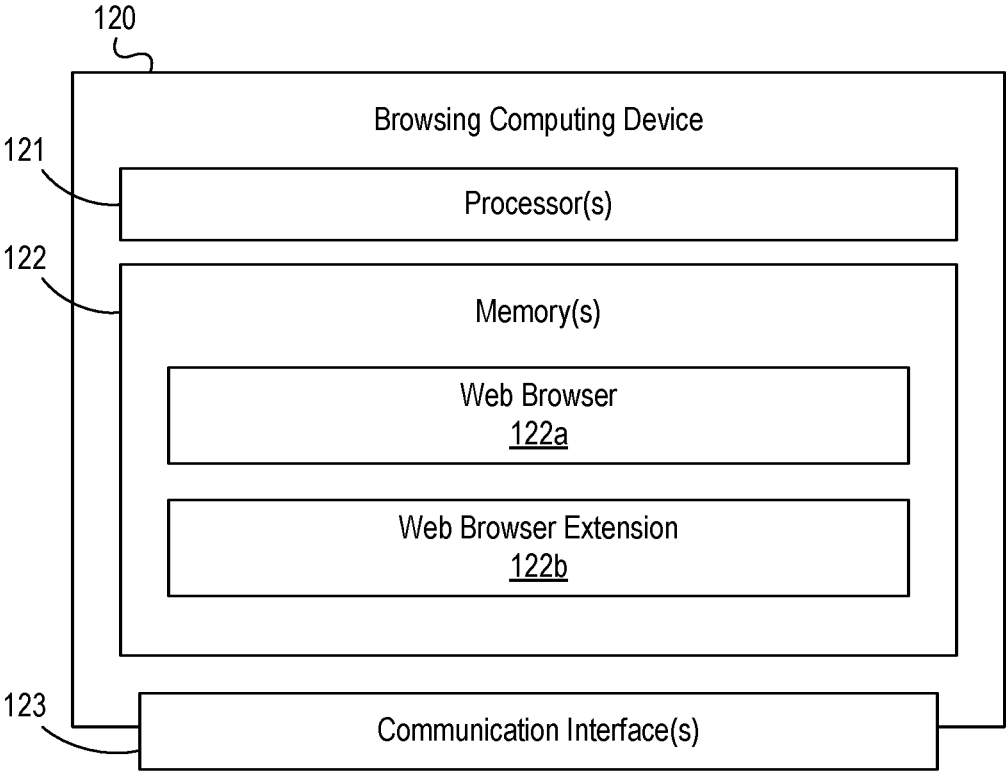 120
Browsing Computing Device
121
Processor(s)
122
Memory(s)
Web Browser
122a
Web Browser Extension
122b
123
Communication Interface(s)